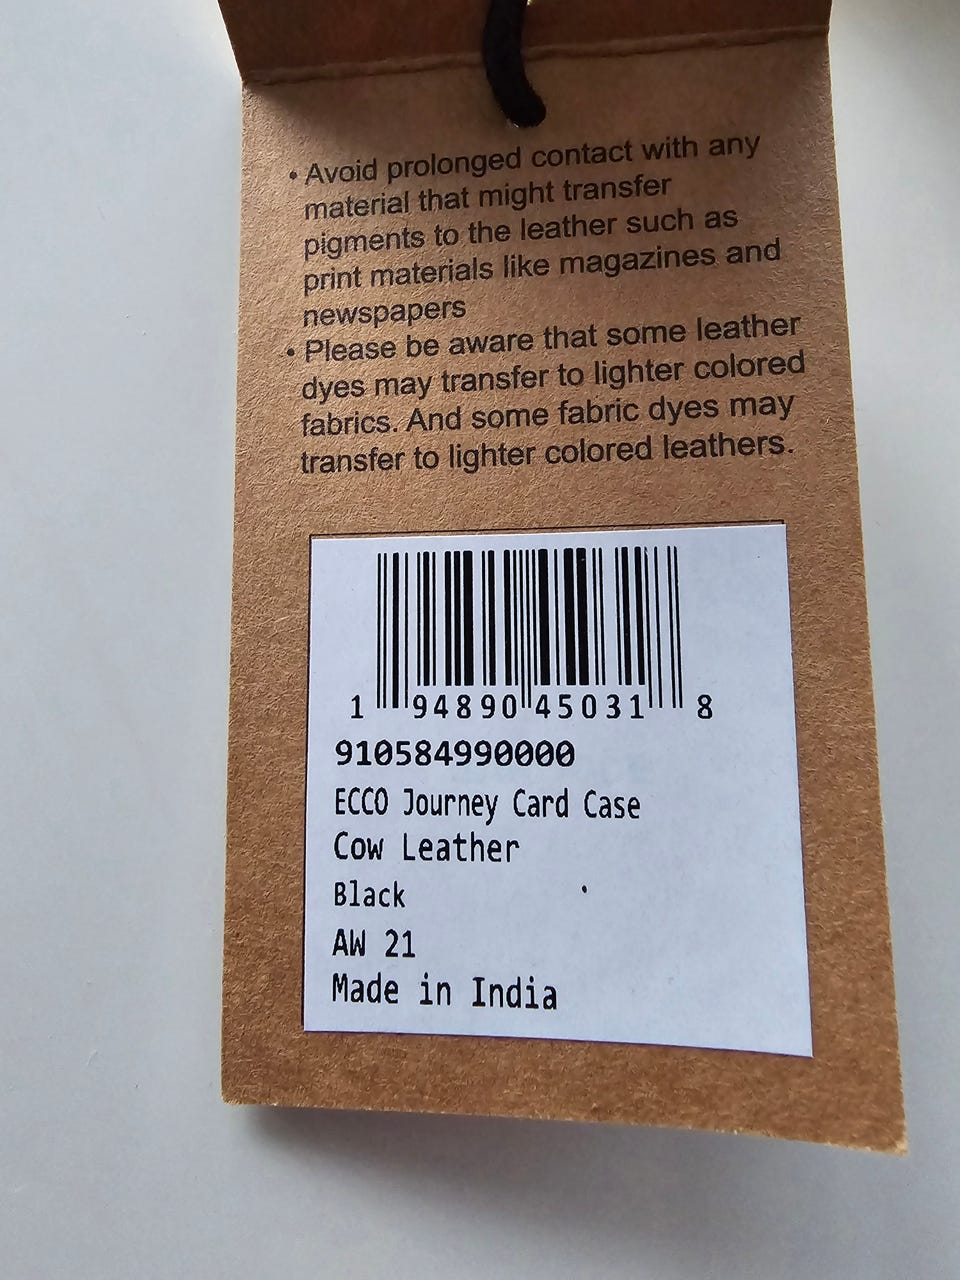 • Avoid prolonged contact with any
material that might transfer
pigments to the leather such as
print materials like magazines and
newspapers
• Please be aware that some leather
dyes may transfer to lighter colored
fabrics. And some fabric dyes may
transfer to lighter colored leathers.
1 94890 45031 8
910584990000
ECCO Journey Card Case
Cow Leather
Black
AW 21
Made in India